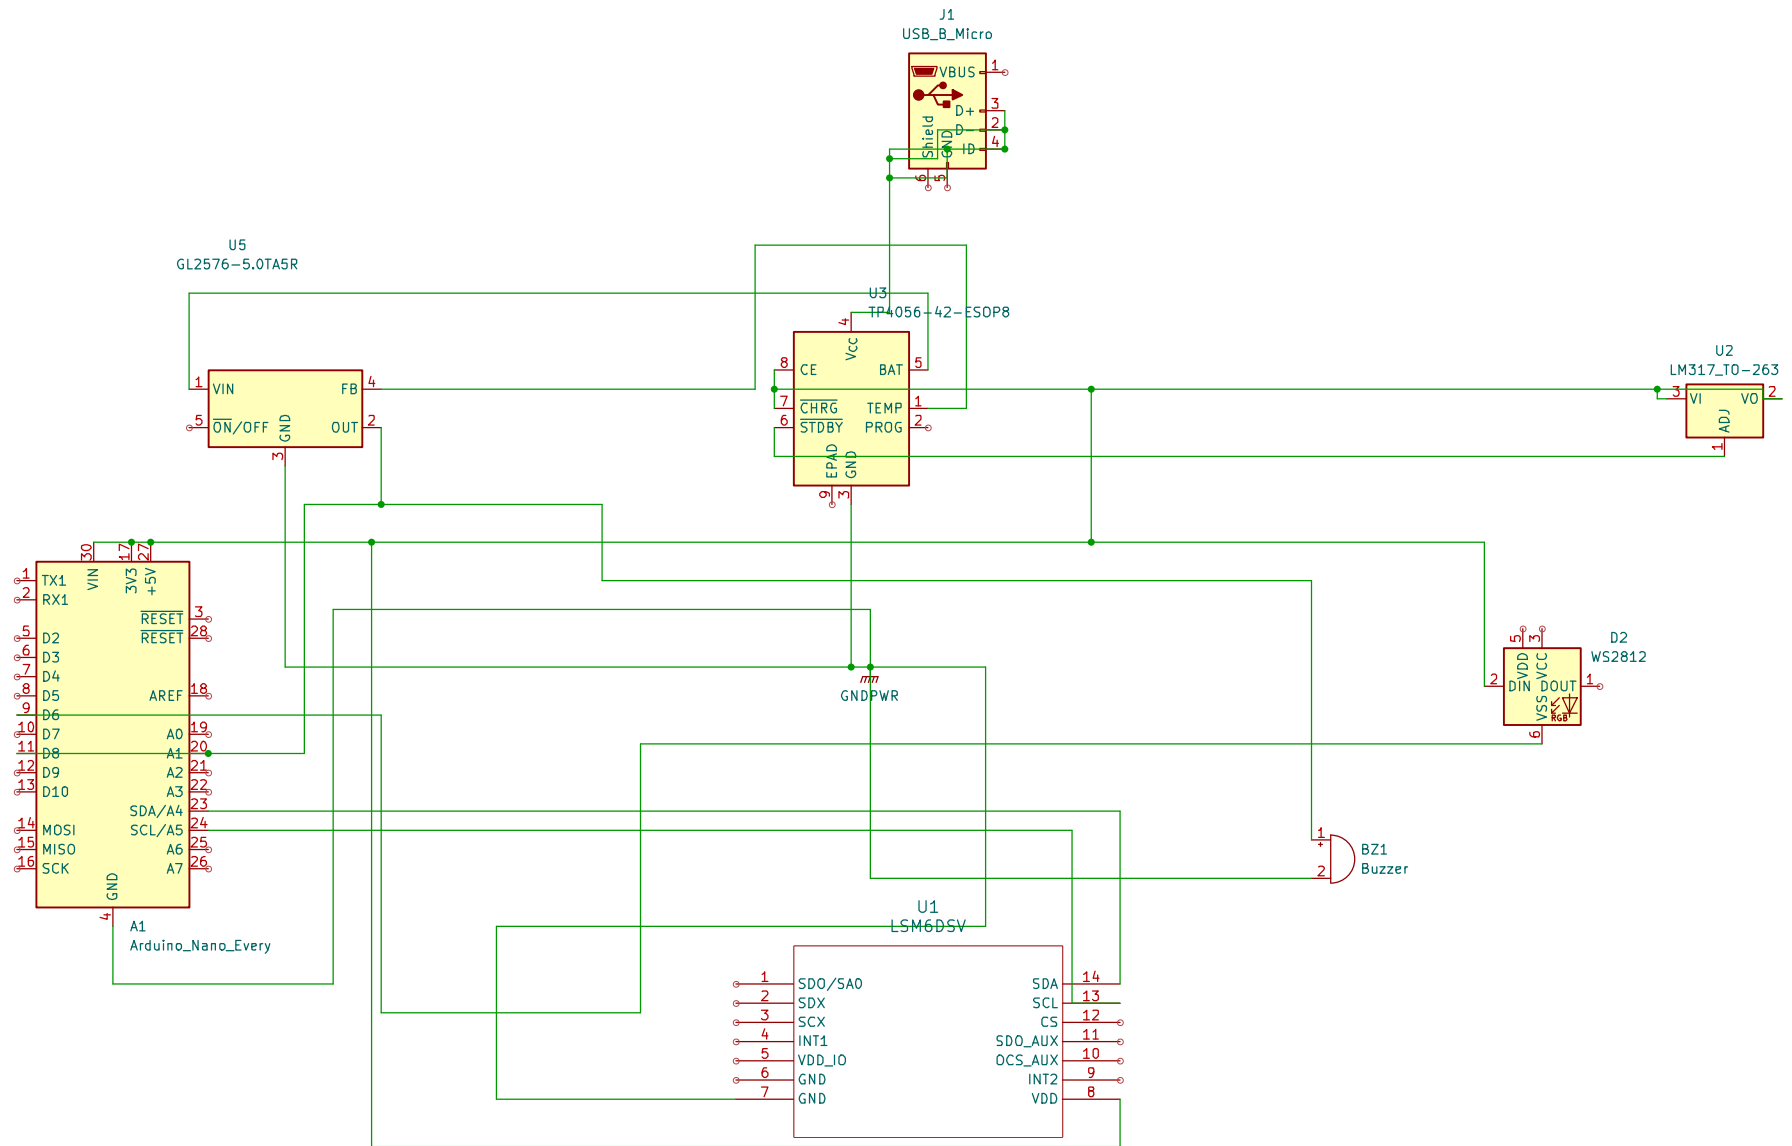 J1
USB_B_Micro
VBUS 1
D+ 3
D- 2
ID 4
Shield 6
GND 5
U5
GL2576-5.0TA5R
1 VIN
5 ON/OFF
FB 4
OUT 2
GND 3
U3
TP4056-42-ESOP8
4 Vcc
8 CE
7 CHRG
6 STDBY
BAT 5
TEMP 1
PROG 2
EPAD 9
GND 3
U2
LM317_TO-263
3 VI
VO 2
ADJ 1
30 VIN
17 3V3
27 +5V
1 TX1
2 RX1
5 D2
6 D3
7 D4
8 D5
9 D6
10 D7
11 D8
12 D9
13 D10
14 MOSI
15 MISO
16 SCK
RESET 3
RESET 28
AREF 18
A0 19
A1 20
A2 21
A3 22
SDA/A4 23
SCL/A5 24
A6 25
A7 26
GND 4
A1
Arduino_Nano_Every
GNDPWR
D2
WS2812
5 VDD
3 VCC
2 DIN
DOUT 1
VSS 6
RGB
1
+
2
BZ1
Buzzer
U1
LSM6DSV
1 SDO/SA0
2 SDX
3 SCX
4 INT1
5 VDD_IO
6 GND
7 GND
SDA 14
SCL 13
CS 12
SDO_AUX 11
OCS_AUX 10
INT2 9
VDD 8